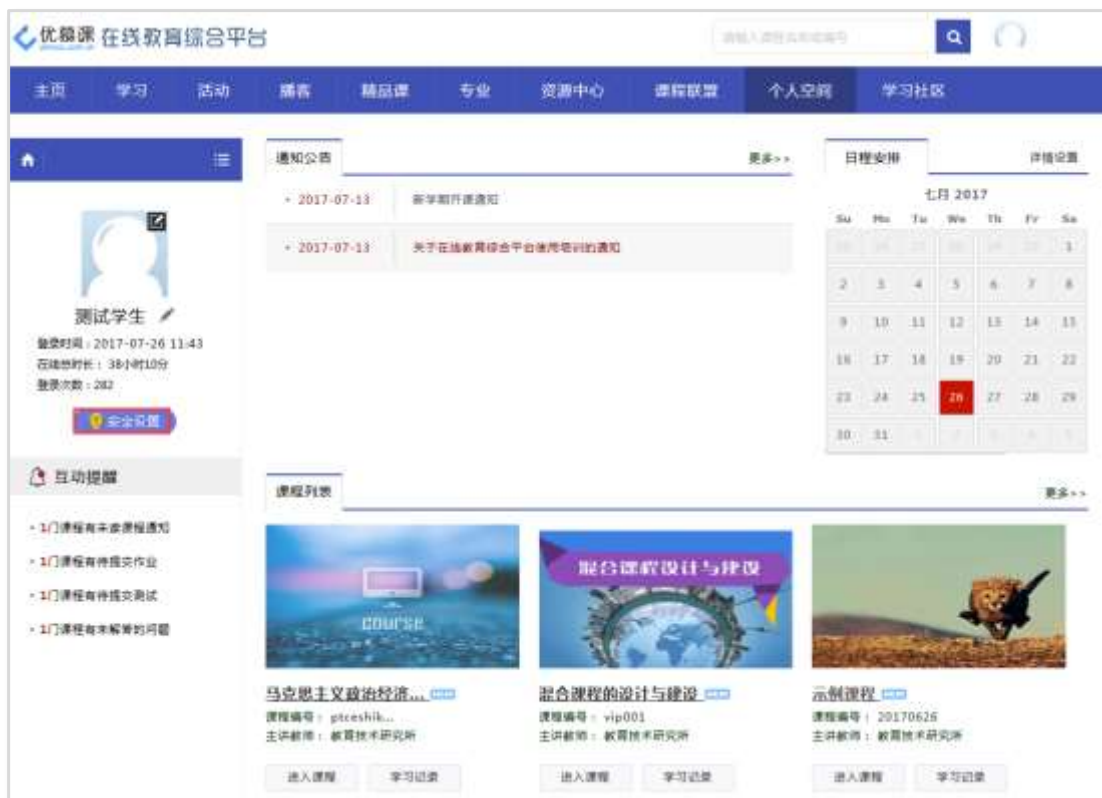 优慕课 在线教育综合平台
主页 学习 活动 播客 精品课 专业 资源中心 课程联盟 个人空间 学习社区
通知公告 更多>>
2017-07-13 新学期开课通知
2017-07-13 关于在线教育综合平台使用培训的通知
日程安排 详情设置
七月 2017
Su Mo Tu We Th Fr Sa
1
2 3 4 5 6 7 8
9 10 11 12 13 14 15
16 17 18 19 20 21 22
23 24 25 26 27 28 29
30 31
测试学生
登录时间：2017-07-26 11:43
在线总时长：38小时10分
登录次数：282
安全设置
互动提醒
1门课程有未读课程通知
1门课程有待提交作业
1门课程有待提交测试
1门课程有未解答的问题
课程列表 更多>>
course
混合课程设计与建设
马克思主义政治经济...
课程编号： ptceshik...
主讲教师： 教育技术研究所
进入课程 学习记录
混合课程的设计与建设
课程编号： vip001
主讲教师： 教育技术研究所
进入课程 学习记录
示例课程
课程编号： 20170626
主讲教师： 教育技术研究所
进入课程 学习记录